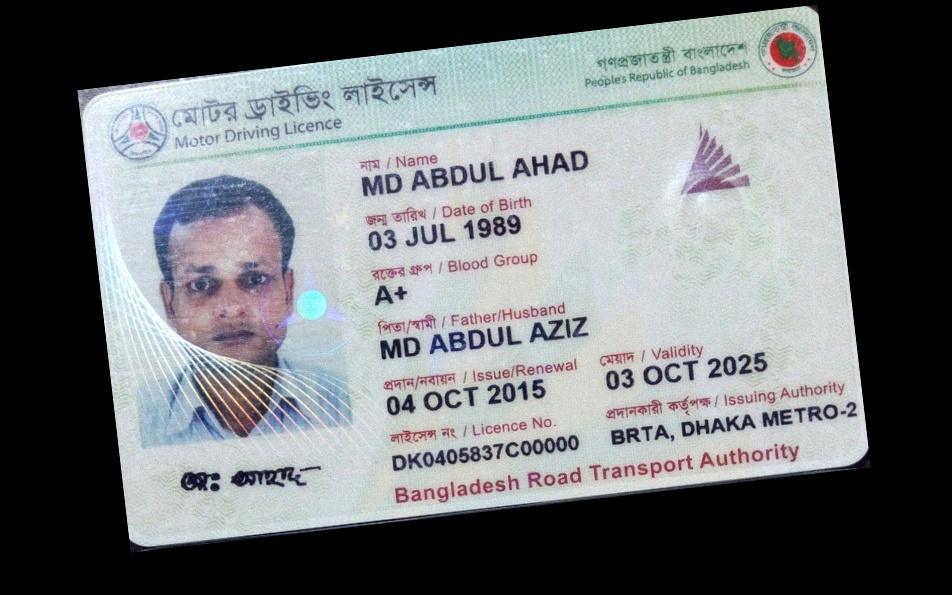 মোটর ড্রাইভিং লাইসেন্স
Motor Driving Licence
গণপ্রজাতন্ত্রী বাংলাদেশ
People's Republic of Bangladesh
নাম / Name
MD ABDUL AHAD
জন্ম তারিখ / Date of Birth
03 JUL 1989
রক্তের গ্রুপ / Blood Group
A+
পিতা/স্বামী / Father/Husband
MD ABDUL AZIZ
প্রদান/নবায়ন / Issue/Renewal
04 OCT 2015
মেয়াদ / Validity
03 OCT 2025
লাইসেন্স নং / Licence No.
DK0405837C00000
প্রদানকারী কর্তৃপক্ষ / Issuing Authority
BRTA, DHAKA METRO-2
Bangladesh Road Transport Authority
মোঃ আহাদ